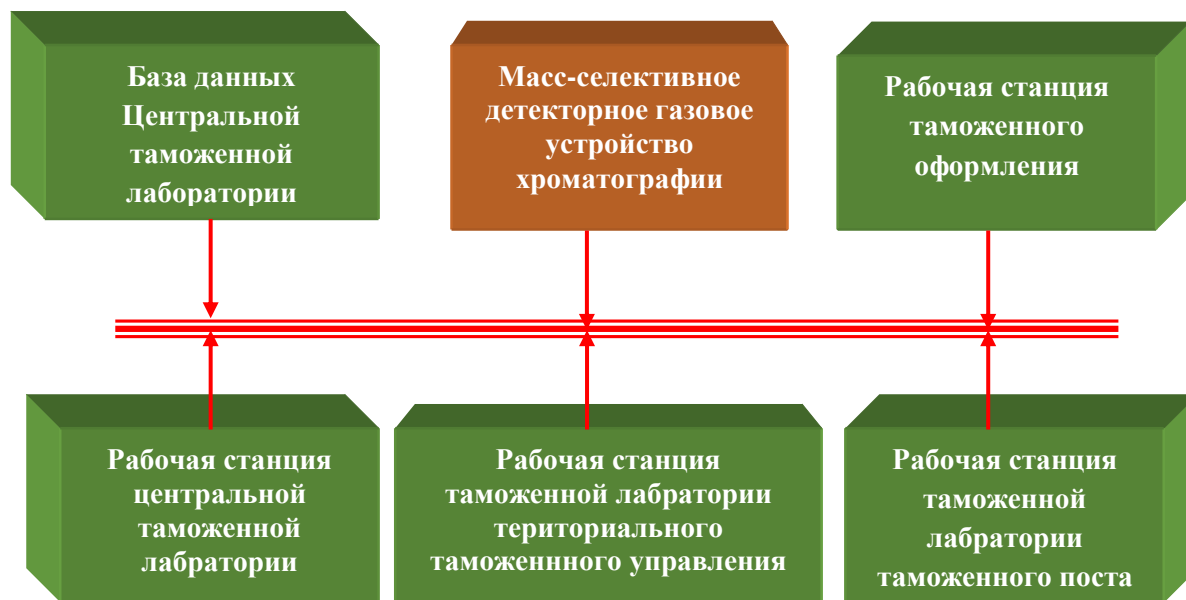 База данных
Центральной
таможенной
лаборатории
Масс-селективное
детекторное газовое
устройство
хроматографии
Рабочая станция
таможенного
оформления
Рабочая станция
центральной
таможенной
лабратории
Рабочая станция
таможенной лабратории
териториального
таможеннного управления
Рабочая станция
таможенной
лабратории
таможенного поста